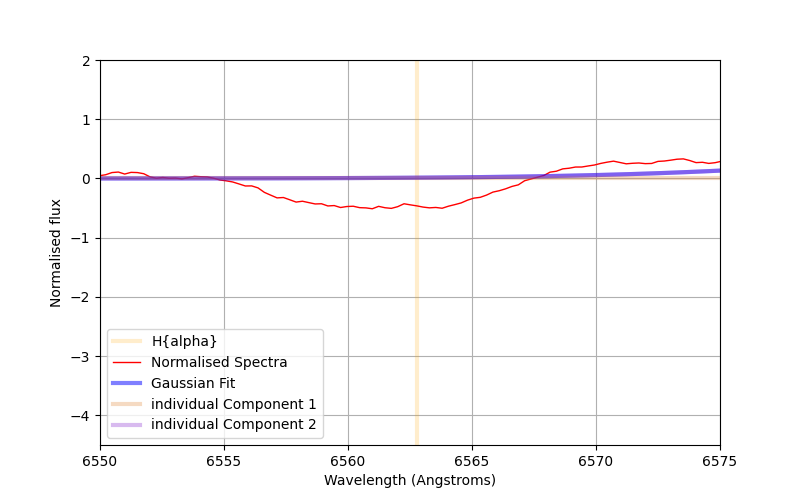 2
1
0
−1
−2
−3
−4
Normalised flux
H{alpha}
Normalised Spectra
Gaussian Fit
individual Component 1
individual Component 2
6550 6555 6560 6565 6570 6575
Wavelength (Angstroms)